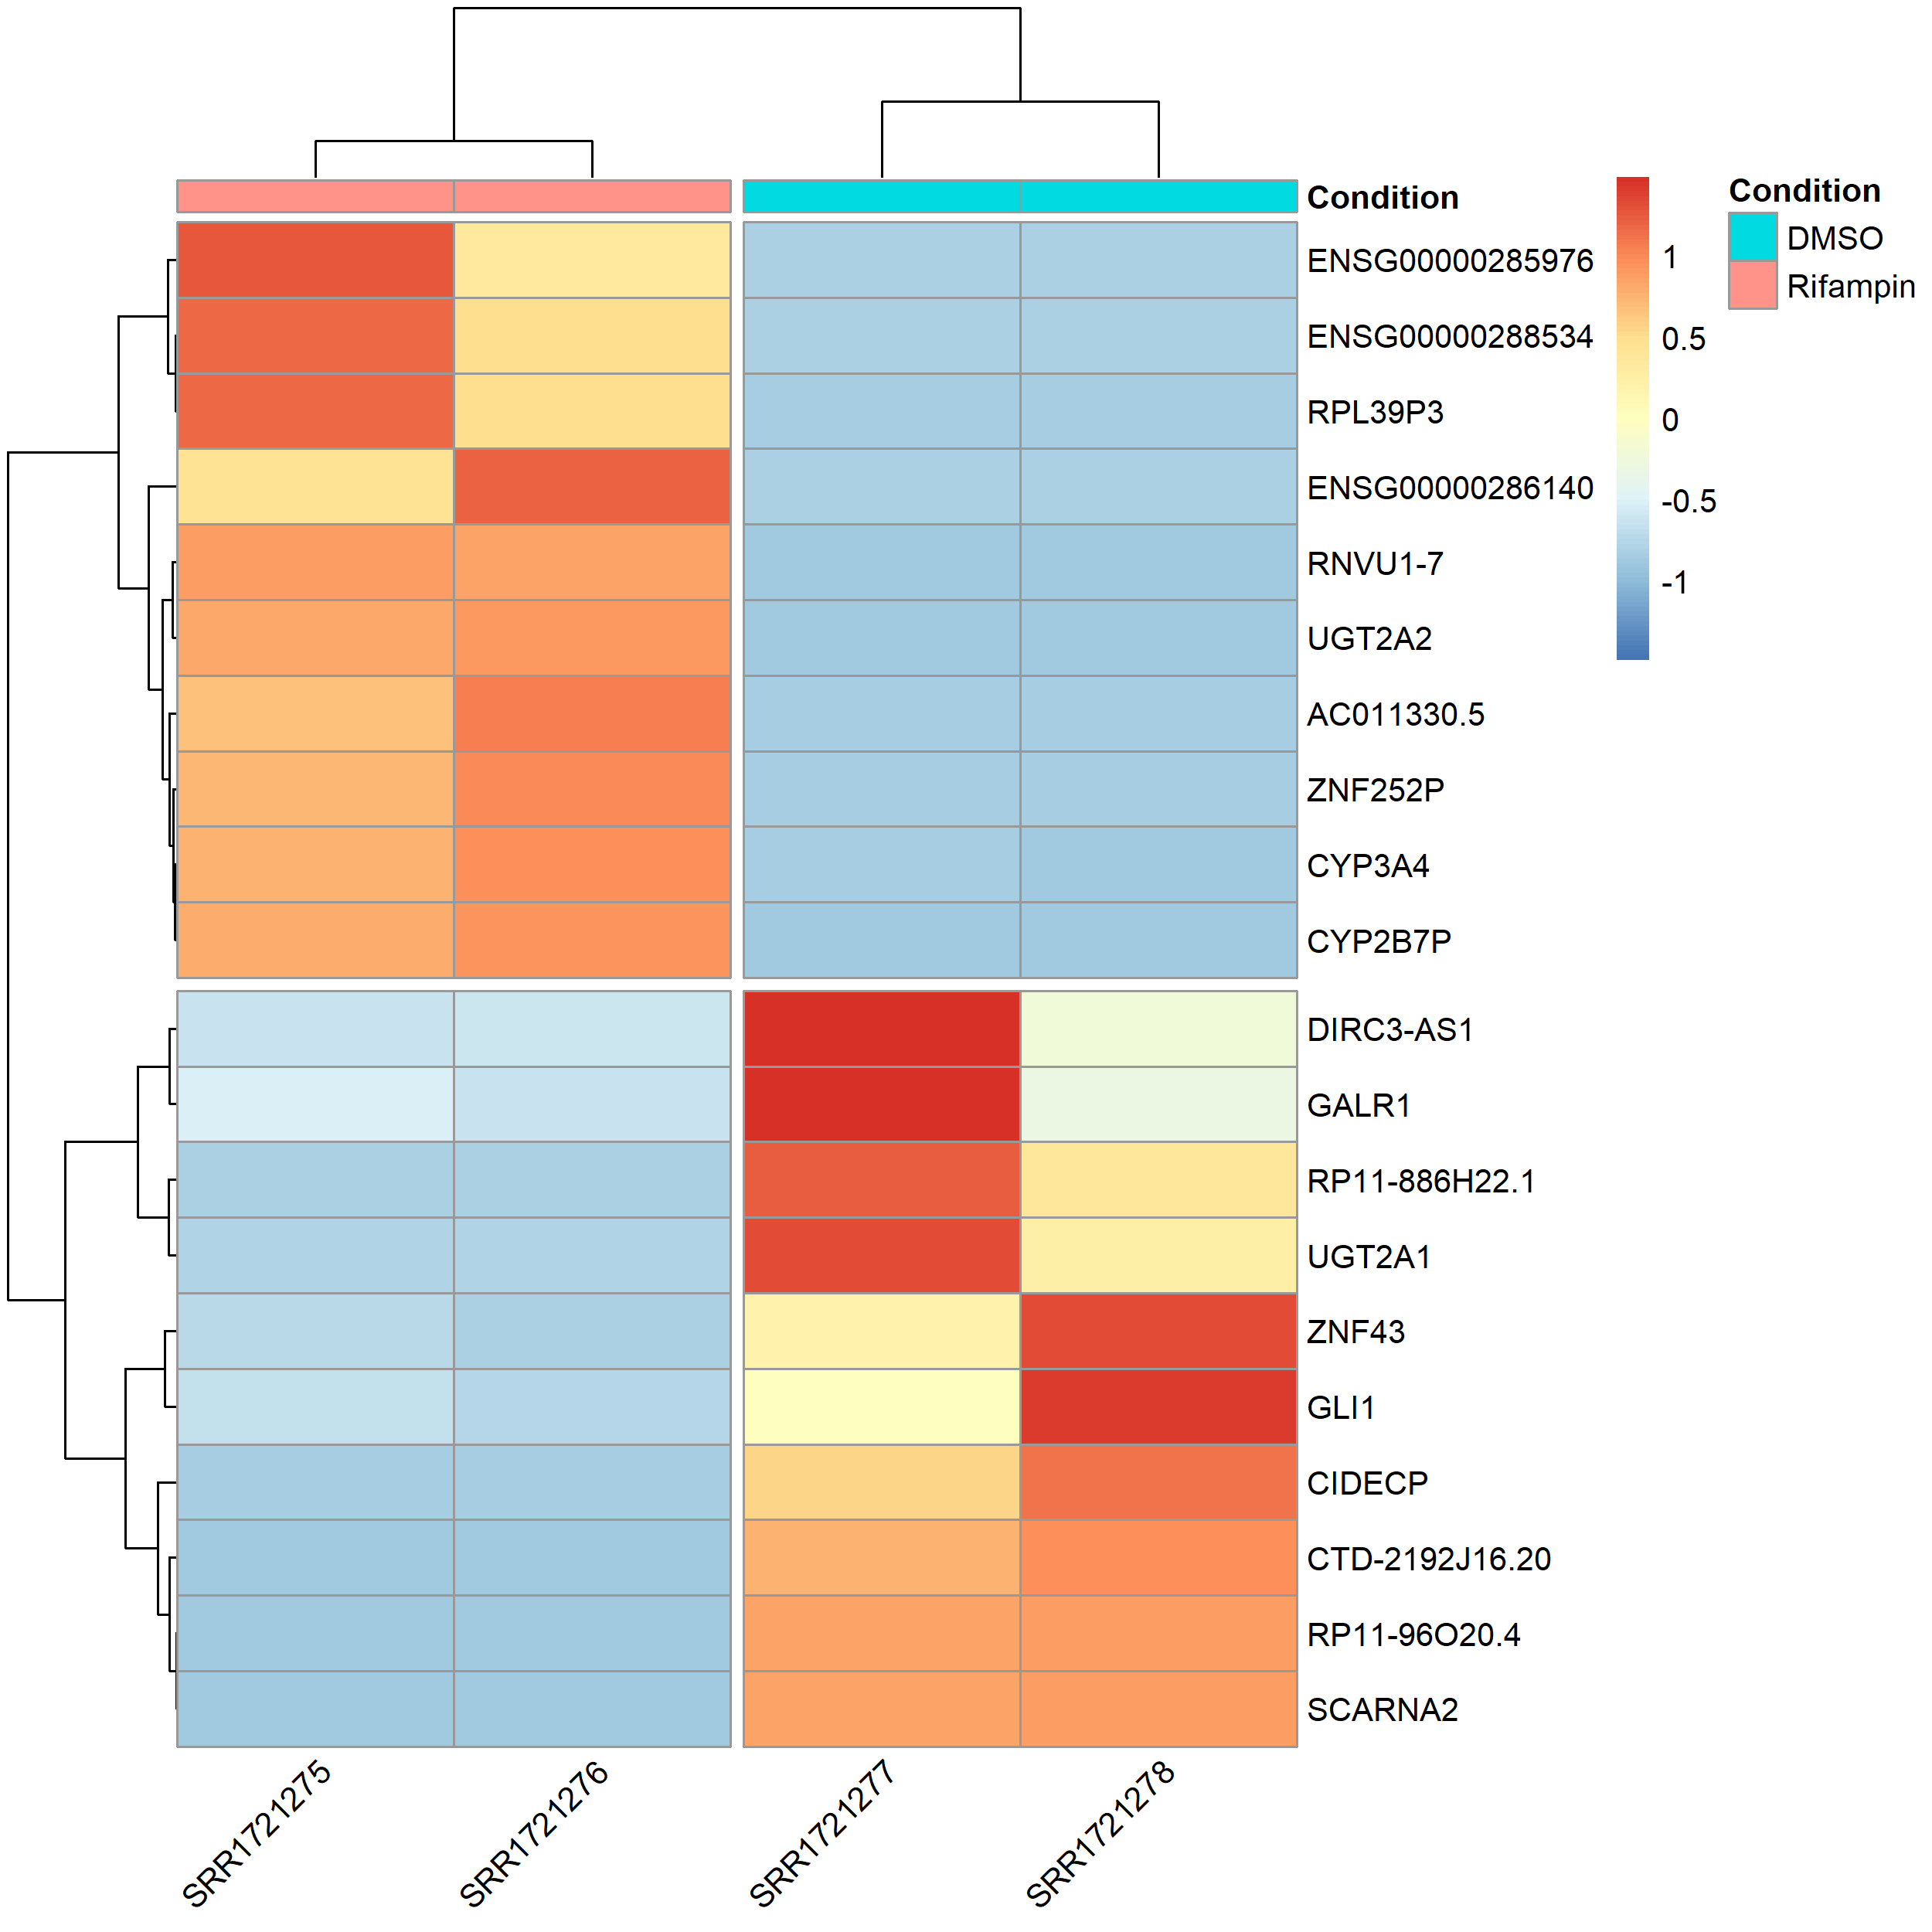 Condition
ENSG00000285976
ENSG00000288534
RPL39P3
ENSG00000286140
RNVU1-7
UGT2A2
AC011330.5
ZNF252P
CYP3A4
CYP2B7P
DIRC3-AS1
GALR1
RP11-886H22.1
UGT2A1
ZNF43
GLI1
CIDECP
CTD-2192J16.20
RP11-96O20.4
SCARNA2
SRR1721275
SRR1721276
SRR1721277
SRR1721278
1
0.5
0
-0.5
-1
Condition
DMSO
Rifampin